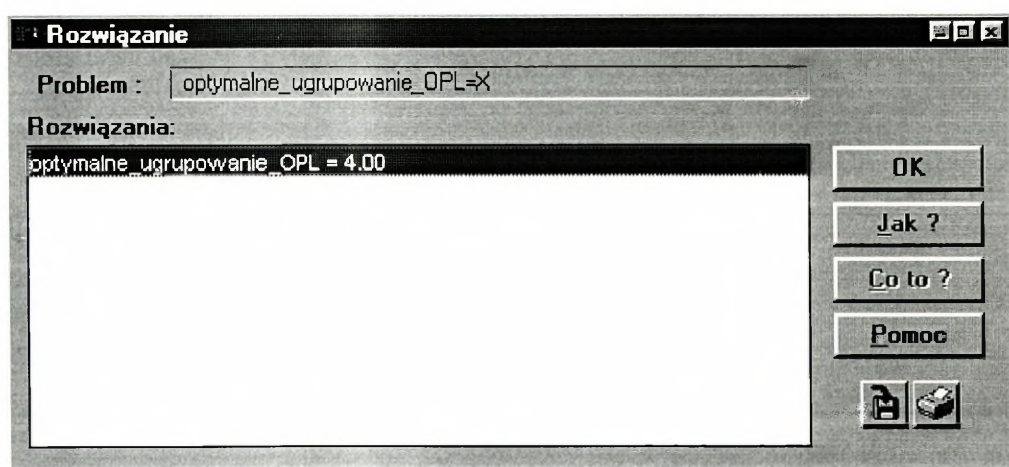 Rozwiązanie
Problem : optymalne_ugrupowanie_OPL=X
Rozwiązania:
optymalne_ugrupowanie_OPL = 4.00
OK
Jak ?
Co to ?
Pomoc